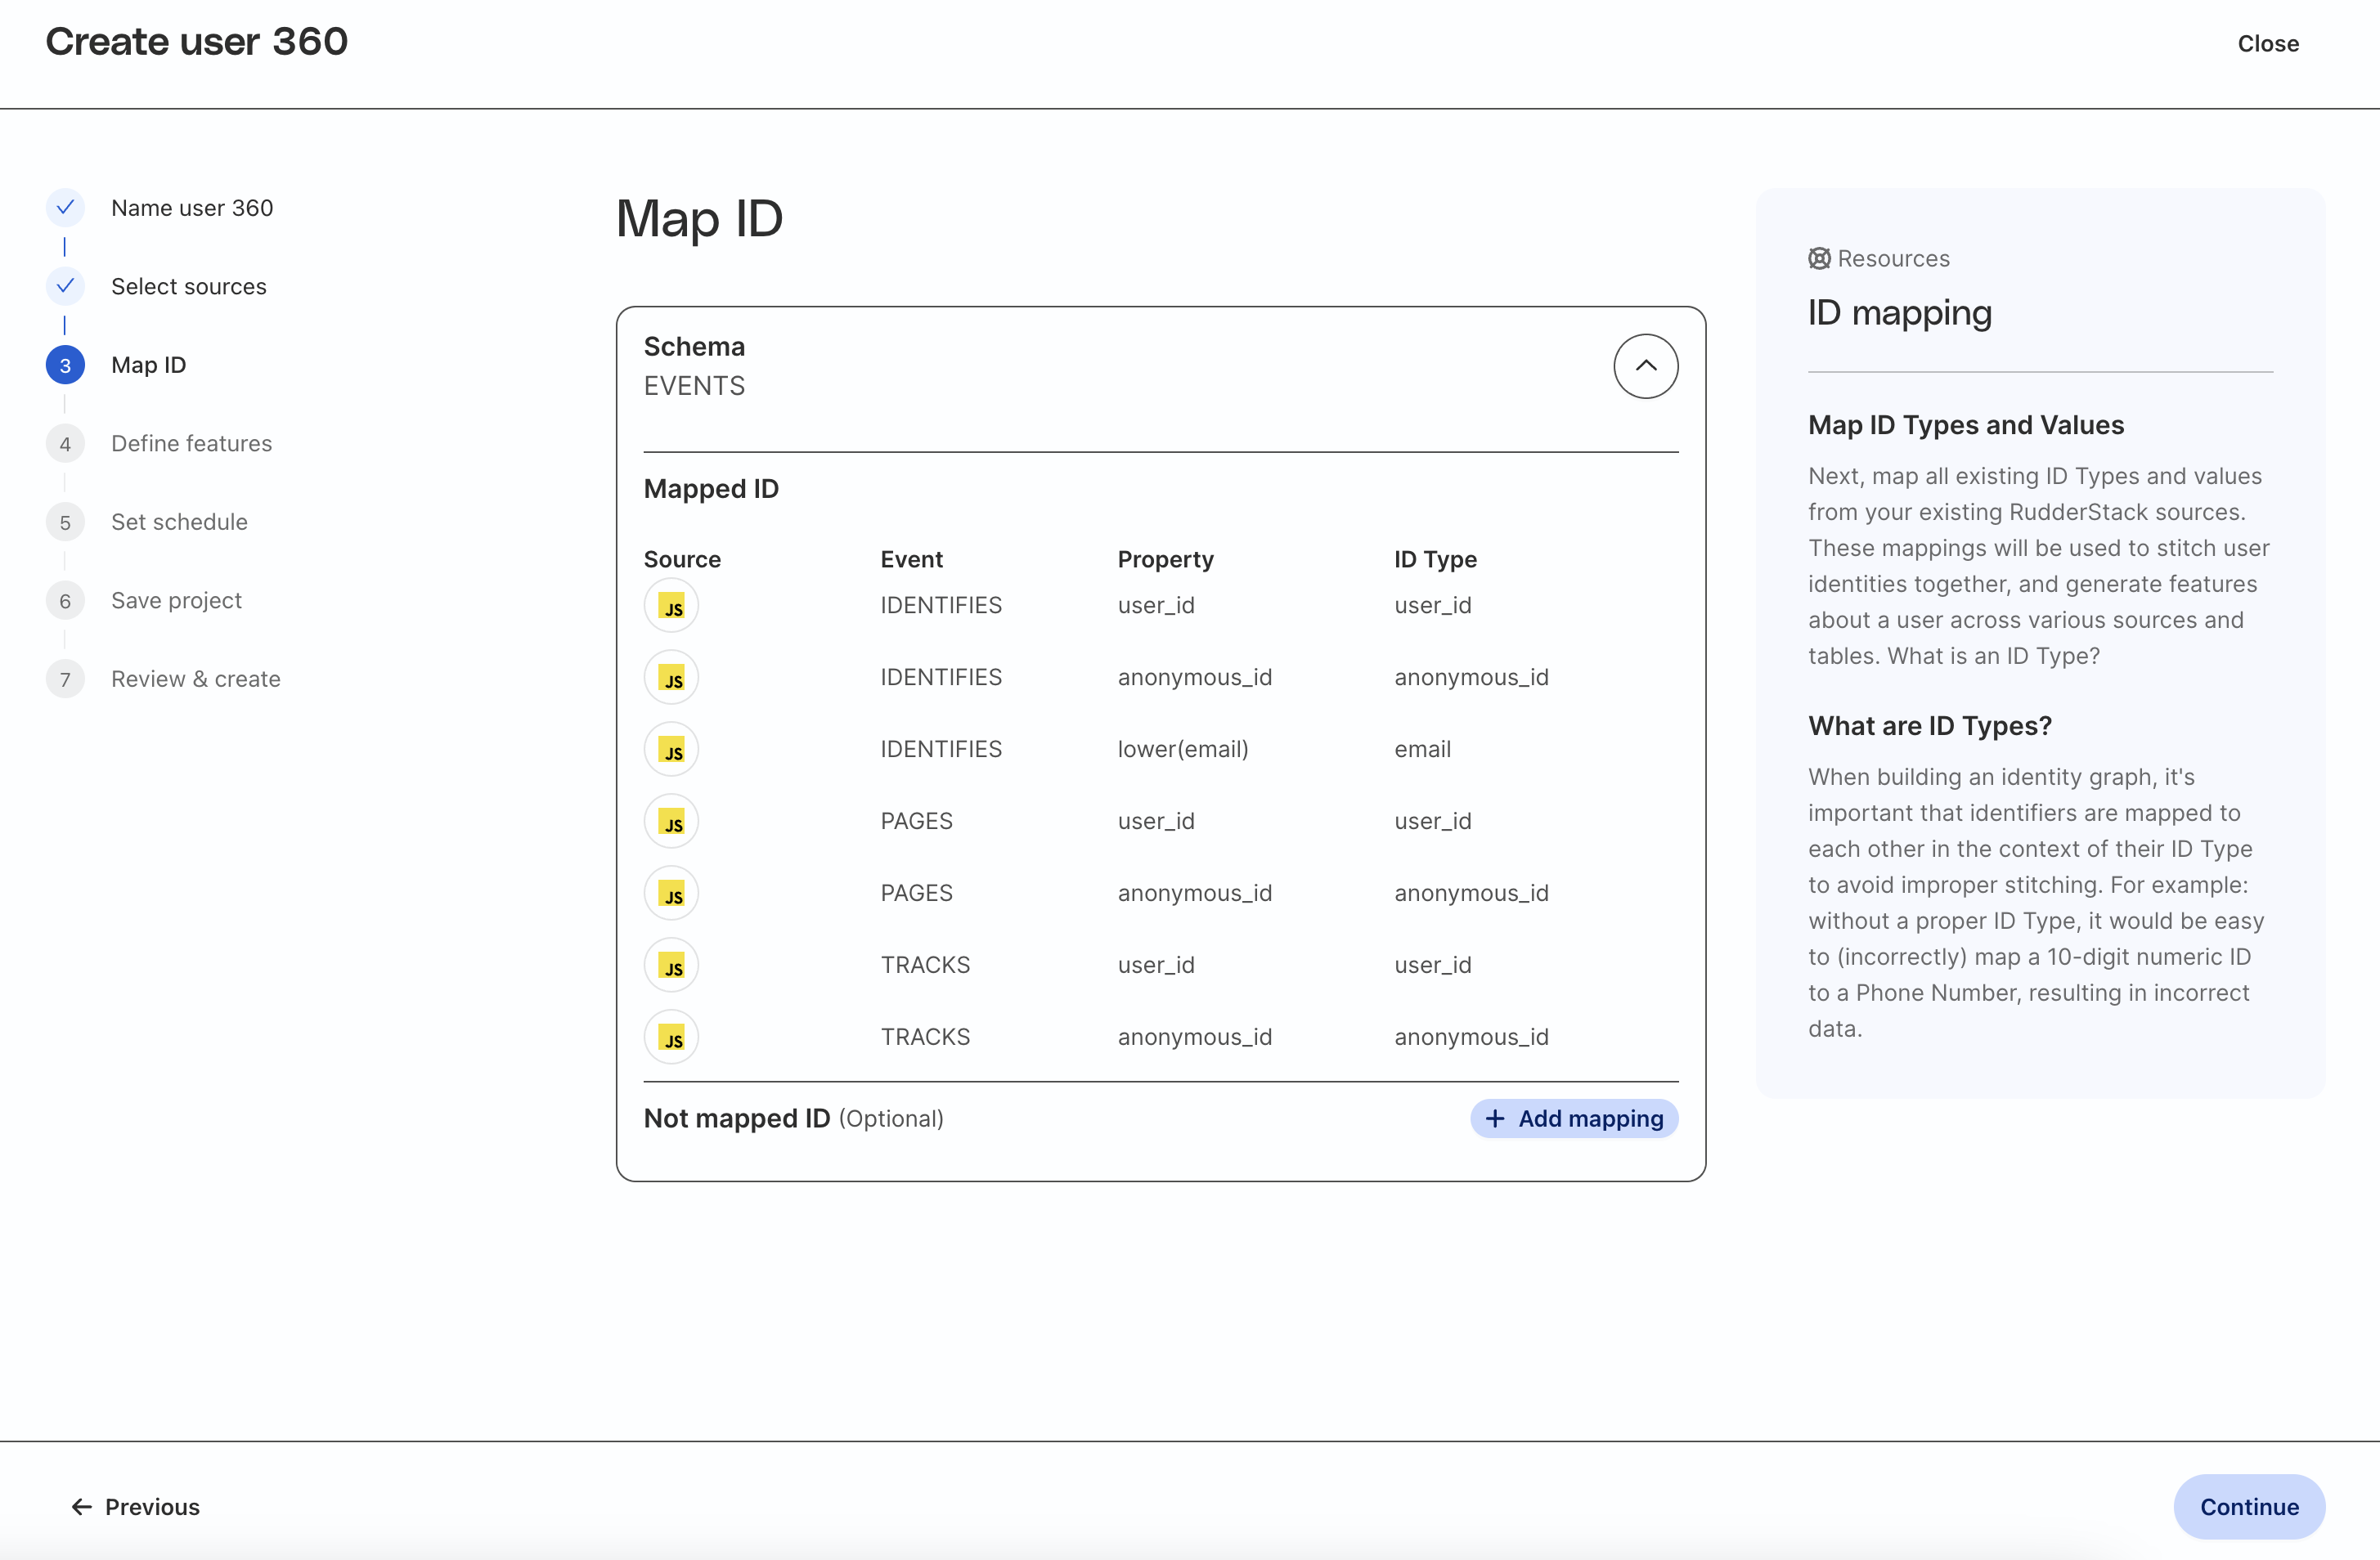 Create user 360
Close
Name user 360
Select sources
3 Map ID
4 Define features
5 Set schedule
6 Save project
7 Review & create
Map ID
Schema
EVENTS
Mapped ID
Source Event Property ID Type
JS IDENTIFIES user_id user_id
JS IDENTIFIES anonymous_id anonymous_id
JS IDENTIFIES lower(email) email
JS PAGES user_id user_id
JS PAGES anonymous_id anonymous_id
JS TRACKS user_id user_id
JS TRACKS anonymous_id anonymous_id
Not mapped ID (Optional)
+ Add mapping
Resources
ID mapping
Map ID Types and Values
Next, map all existing ID Types and values
from your existing RudderStack sources.
These mappings will be used to stitch user
identities together, and generate features
about a user across various sources and
tables. What is an ID Type?
What are ID Types?
When building an identity graph, it's
important that identifiers are mapped to
each other in the context of their ID Type
to avoid improper stitching. For example:
without a proper ID Type, it would be easy
to (incorrectly) map a 10-digit numeric ID
to a Phone Number, resulting in incorrect
data.
← Previous
Continue